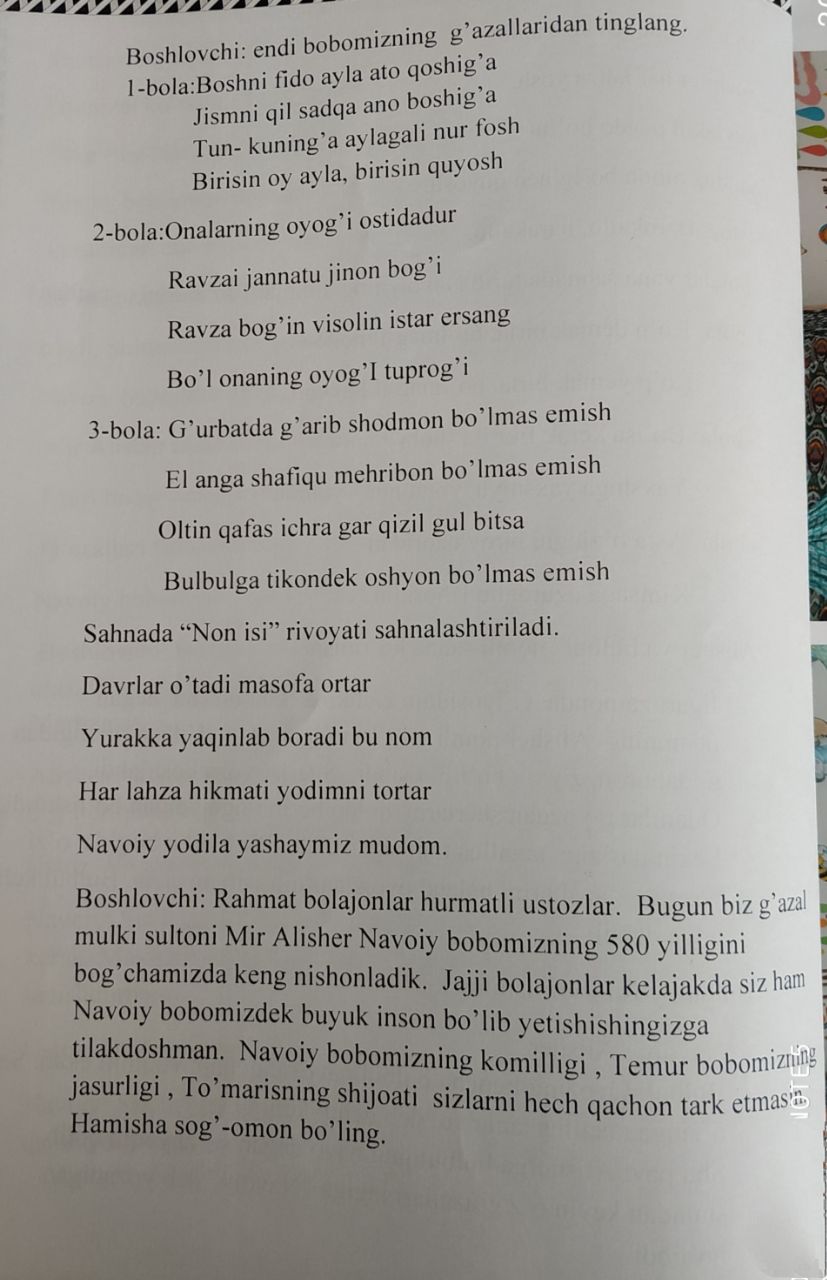 Boshlovchi: endi bobomizning g’azallaridan tinglang.
1-bola:Boshni fido ayla ato qoshig’a
Jismni qil sadqa ano boshig’a
Tun- kuning’a aylagali nur fosh
Birisin oy ayla, birisin quyosh
2-bola:Onalarning oyog’i ostidadur
Ravzai jannatu jinon bog’i
Ravza bog’in visolin istar ersang
Bo’l onaning oyog’I tuprog’i
3-bola: G’urbatda g’arib shodmon bo’lmas emish
El anga shafiqu mehribon bo’lmas emish
Oltin qafas ichra gar qizil gul bitsa
Bulbulga tikondek oshyon bo’lmas emish
Sahnada “Non isi” rivoyati sahnalashtiriladi.
Davrlar o’tadi masofa ortar
Yurakka yaqinlab boradi bu nom
Har lahza hikmati yodimni tortar
Navoiy yodila yashaymiz mudom.
Boshlovchi: Rahmat bolajonlar hurmatli ustozlar. Bugun biz g’azal
mulki sultoni Mir Alisher Navoiy bobomizning 580 yilligini
bog’chamizda keng nishonladik. Jajji bolajonlar kelajakda siz ham
Navoiy bobomizdek buyuk inson bo’lib yetishishingizga
tilakdoshman. Navoiy bobomizning komilligi , Temur bobomizning
jasurligi , To’marisning shijoati sizlarni hech qachon tark etmasin.
Hamisha sog’-omon bo’ling.